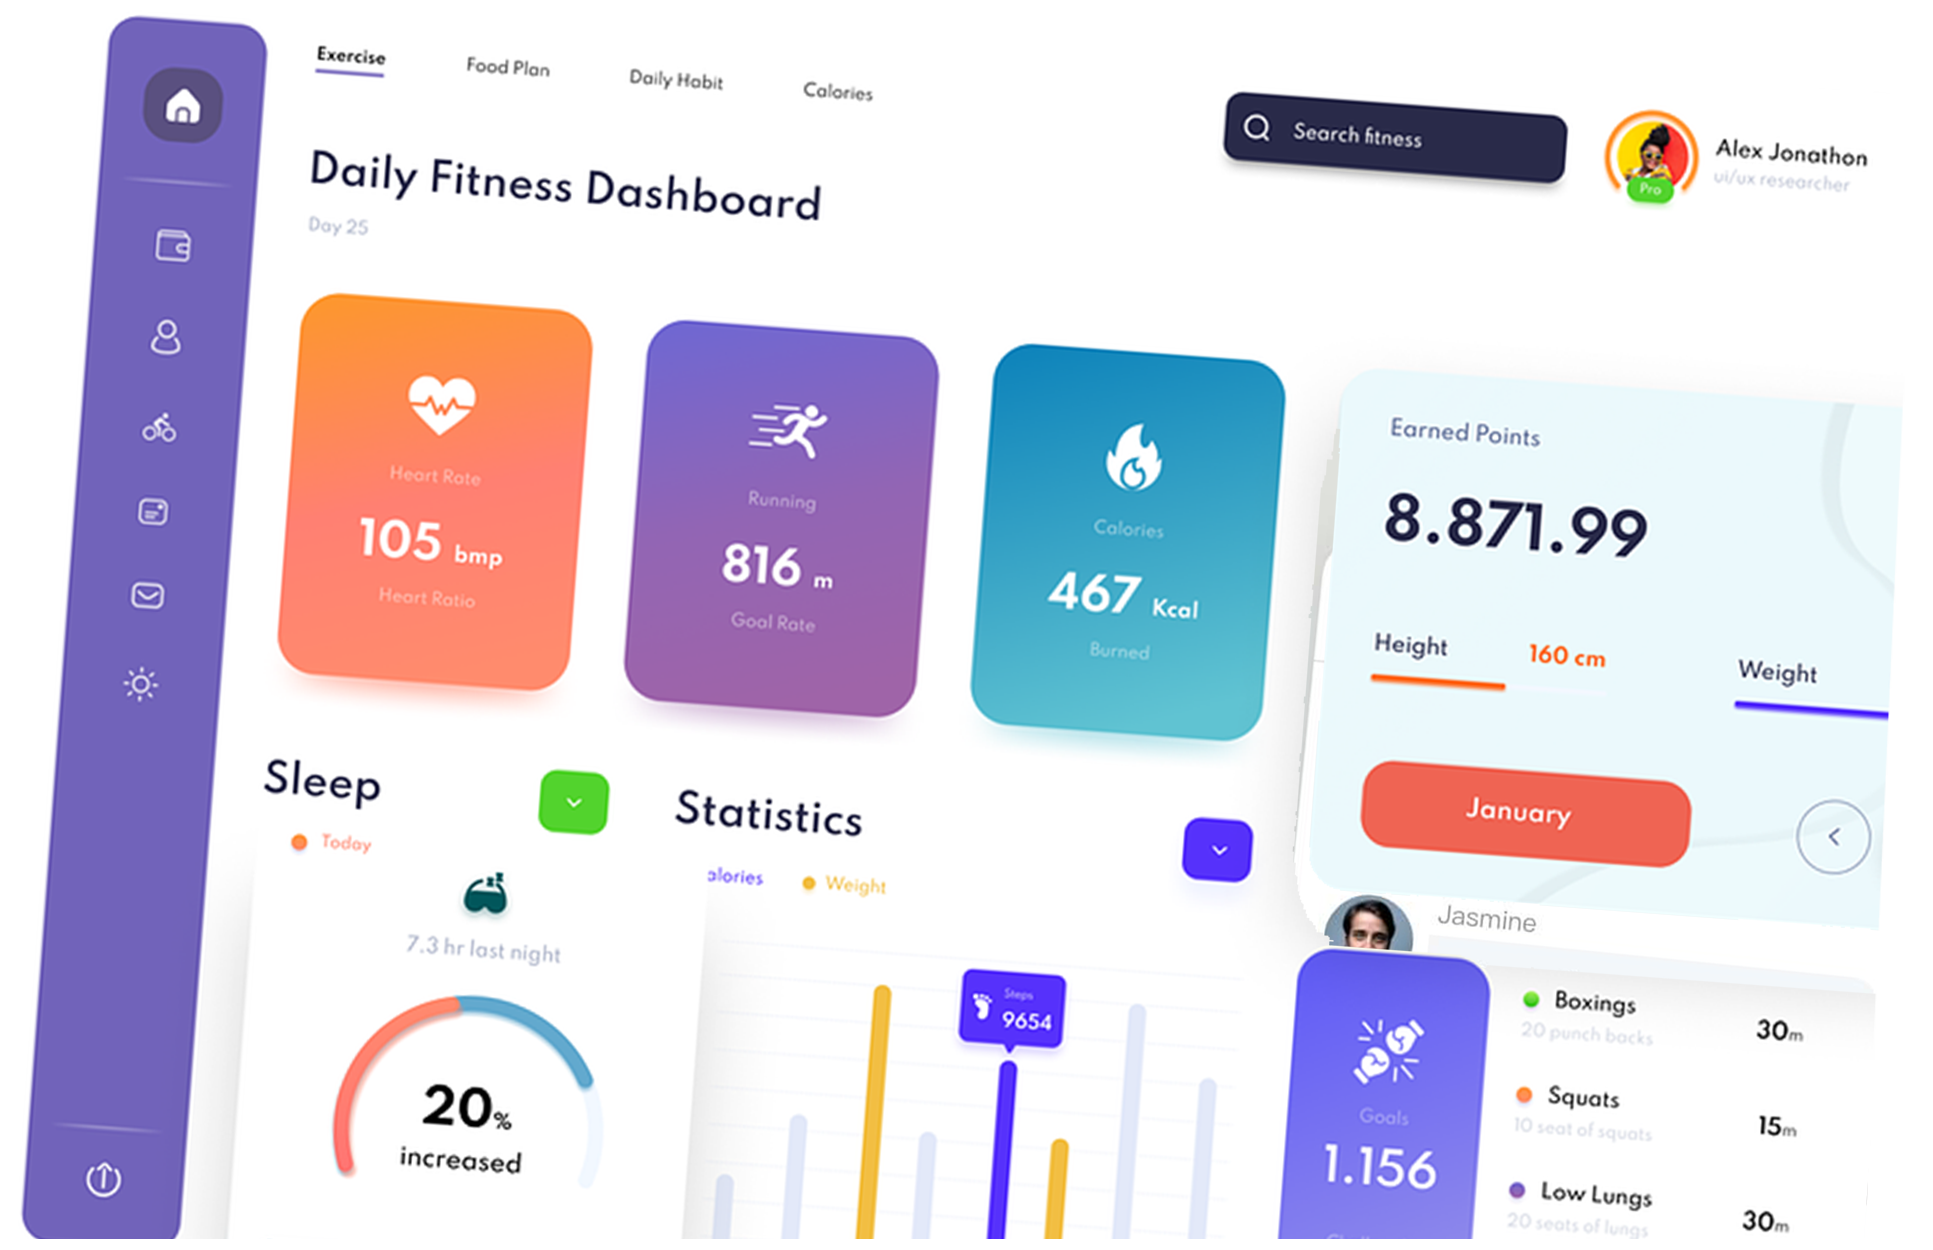 Exercise
Food Plan
Daily Habit
Calories
Search fitness
Alex Jonathon
ui/ux researcher
Pro
Daily Fitness Dashboard
Day 25
Heart Rate
105 bmp
Heart Ratio
Running
816 m
Goal Rate
Calories
467 Kcal
Burned
Earned Points
8.871.99
Height
160 cm
Weight
January
Sleep
Today
7.3 hr last night
20%
increased
Statistics
alories
Weight
Steps
9654
Jasmine
Goals
1.156
Boxings
30m
20 punch backs
Squats
15m
10 seat of squats
Low Lungs
30m
20 seats of lungs